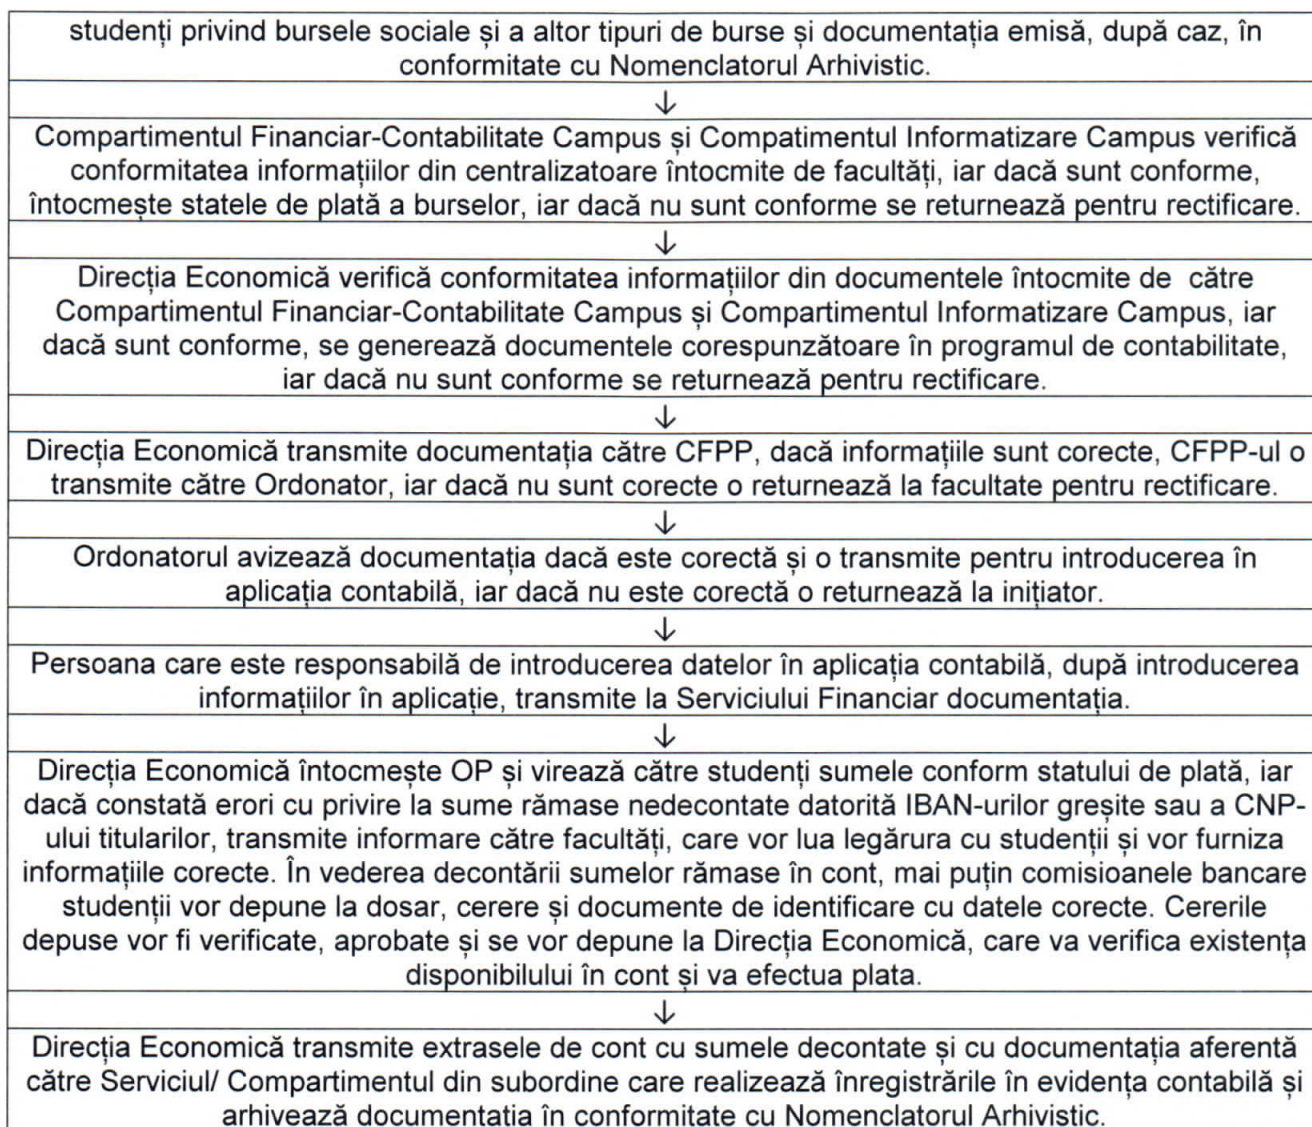 studenți privind bursele sociale și a altor tipuri de burse și documentația emisă, după caz, în
conformitate cu Nomenclatorul Arhivistic.
↓
Compartimentul Financiar-Contabilitate Campus și Compatimentul Informatizare Campus verifică
conformitatea informațiilor din centralizatoare întocmite de facultăți, iar dacă sunt conforme,
întocmește statele de plată a burselor, iar dacă nu sunt conforme se returnează pentru rectificare.
↓
Direcția Economică verifică conformitatea informațiilor din documentele întocmite de către
Compartimentul Financiar-Contabilitate Campus și Compartimentul Informatizare Campus, iar
dacă sunt conforme, se generează documentele corespunzătoare în programul de contabilitate,
iar dacă nu sunt conforme se returnează pentru rectificare.
↓
Direcția Economică transmite documentația către CFPP, dacă informațiile sunt corecte, CFPP-ul o
transmite către Ordonator, iar dacă nu sunt corecte o returnează la facultate pentru rectificare.
↓
Ordonatorul avizează documentația dacă este corectă și o transmite pentru introducerea în
aplicația contabilă, iar dacă nu este corectă o returnează la inițiator.
↓
Persoana care este responsabilă de introducerea datelor în aplicația contabilă, după introducerea
informațiilor în aplicație, transmite la Serviciului Financiar documentația.
↓
Direcția Economică întocmește OP și virează către studenți sumele conform statului de plată, iar
dacă constată erori cu privire la sume rămase nedecontate datorită IBAN-urilor greșite sau a CNP-
ului titularilor, transmite informare către facultăți, care vor lua legărura cu studenții și vor furniza
informațiile corecte. În vederea decontării sumelor rămase în cont, mai puțin comisioanele bancare
studenții vor depune la dosar, cerere și documente de identificare cu datele corecte. Cererile
depuse vor fi verificate, aprobate și se vor depune la Direcția Economică, care va verifica existența
disponibilului în cont și va efectua plata.
↓
Direcția Economică transmite extrasele de cont cu sumele decontate și cu documentația aferentă
către Serviciul/ Compartimentul din subordine care realizează înregistrările în evidența contabilă și
arhivează documentația în conformitate cu Nomenclatorul Arhivistic.